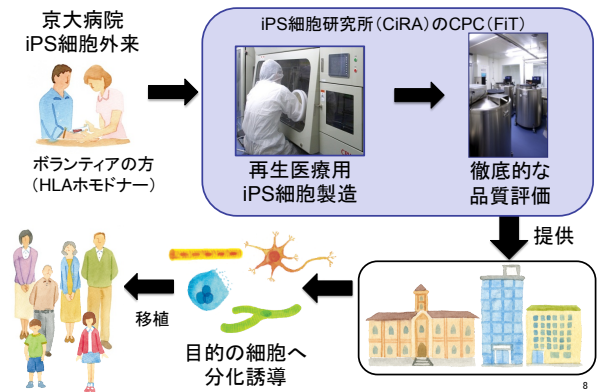 京大病院
iPS細胞外来
ボランティアの方
(HLAホモドナー)
iPS細胞研究所(CiRA)のCPC(FiT)
再生医療用
iPS細胞製造
徹底的な
品質評価
提供
目的の細胞へ
分化誘導
移植
8